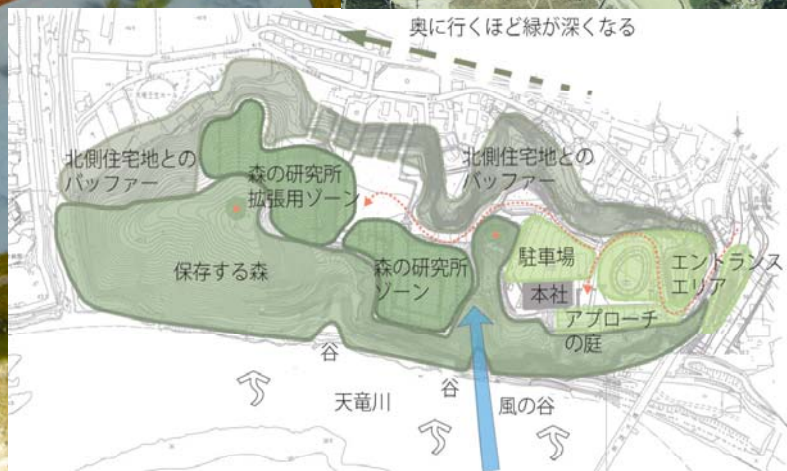 奥に行くほど緑が深くなる
北側住宅地との
バッファー
森の研究所
拡張用ゾーン
北側住宅地との
バッファー
保存する森
森の研究所
ゾーン
駐車場
本社
エントランス
エリア
アプローチ
の庭
谷
谷
天竜川
風の谷